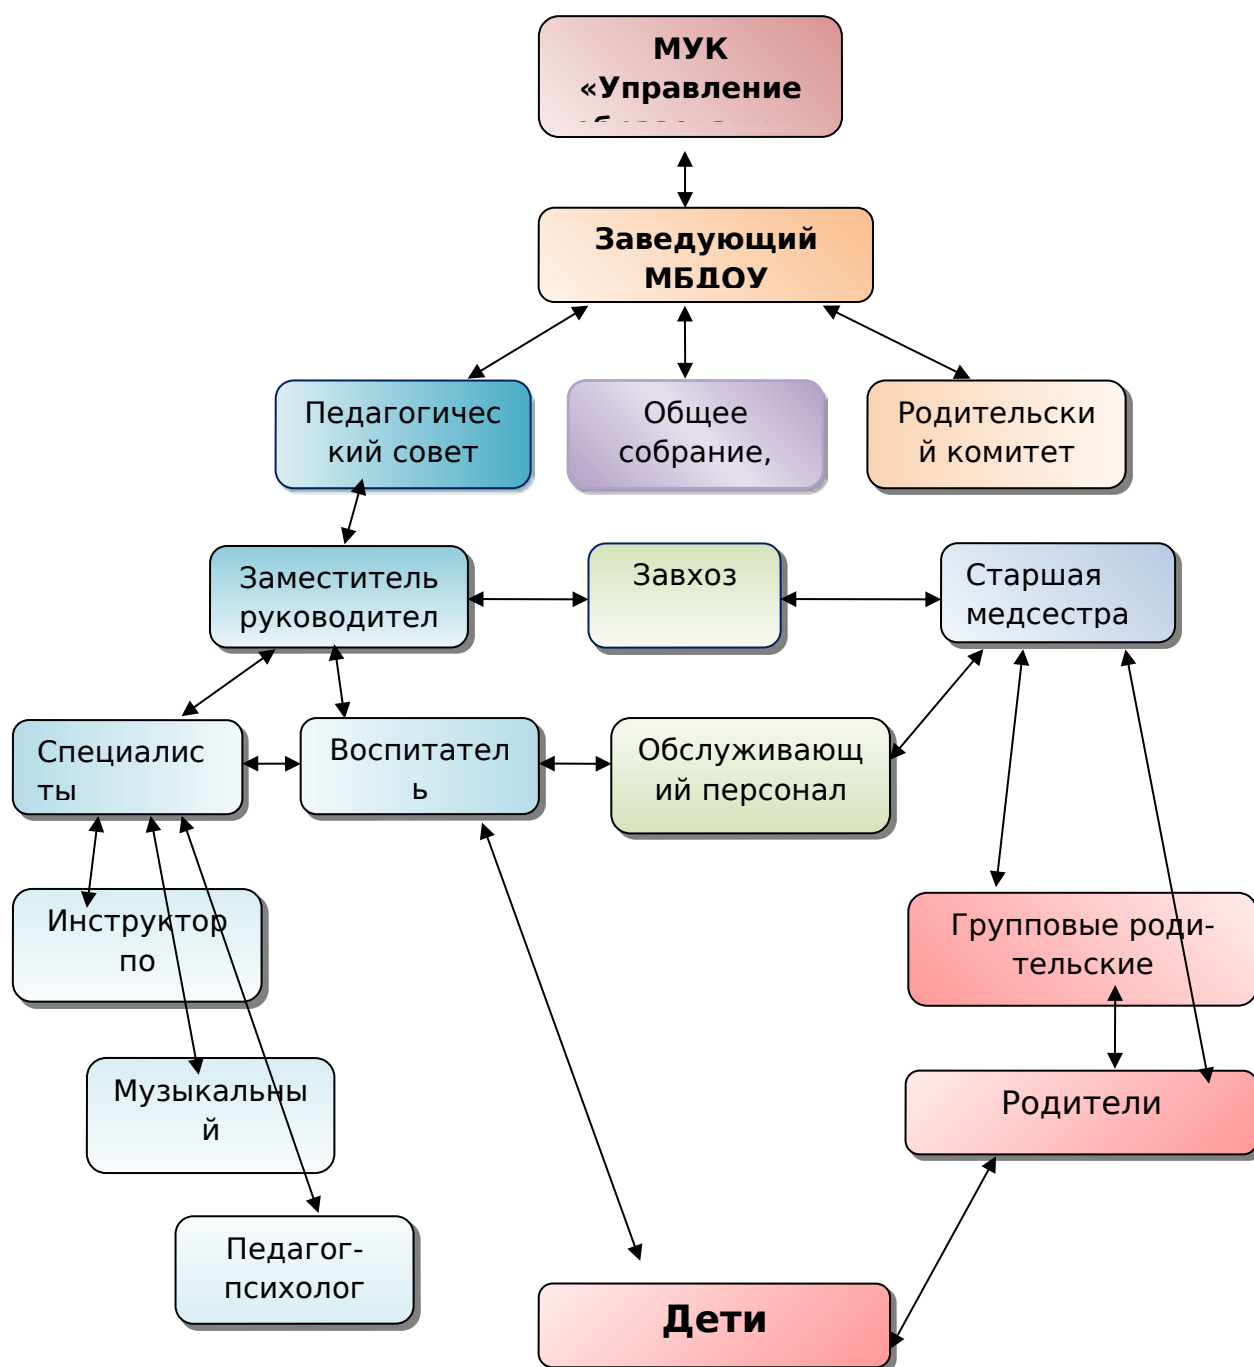 МУК
«Управление
Заведующий
МБДОУ
Педагогичес
кий совет
Общее
собрание,
Родительски
й комитет
Заместитель
руководител
Завхоз
Старшая
медсестра
Специалис
ты
Воспитател
ь
Обслуживающ
ий персонал
Инструктор
по
Групповые роди-
тельские
Музыкальны
й
Родители
Педагог-
психолог
Дети